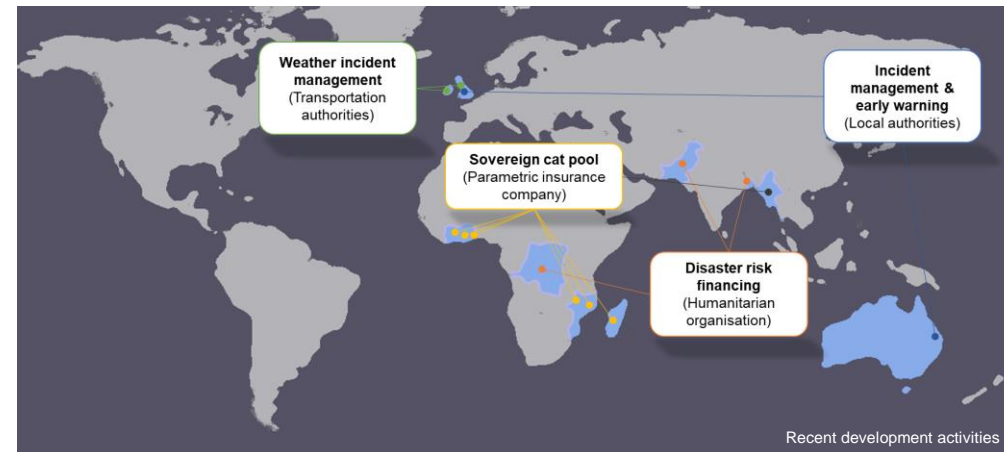 Weather incident
management
(Transportation
authorities)
Incident
management &
early warning
(Local authorities)
Sovereign cat pool
(Parametric insurance
company)
Disaster risk
financing
(Humanitarian
organisation)
Recent development activities